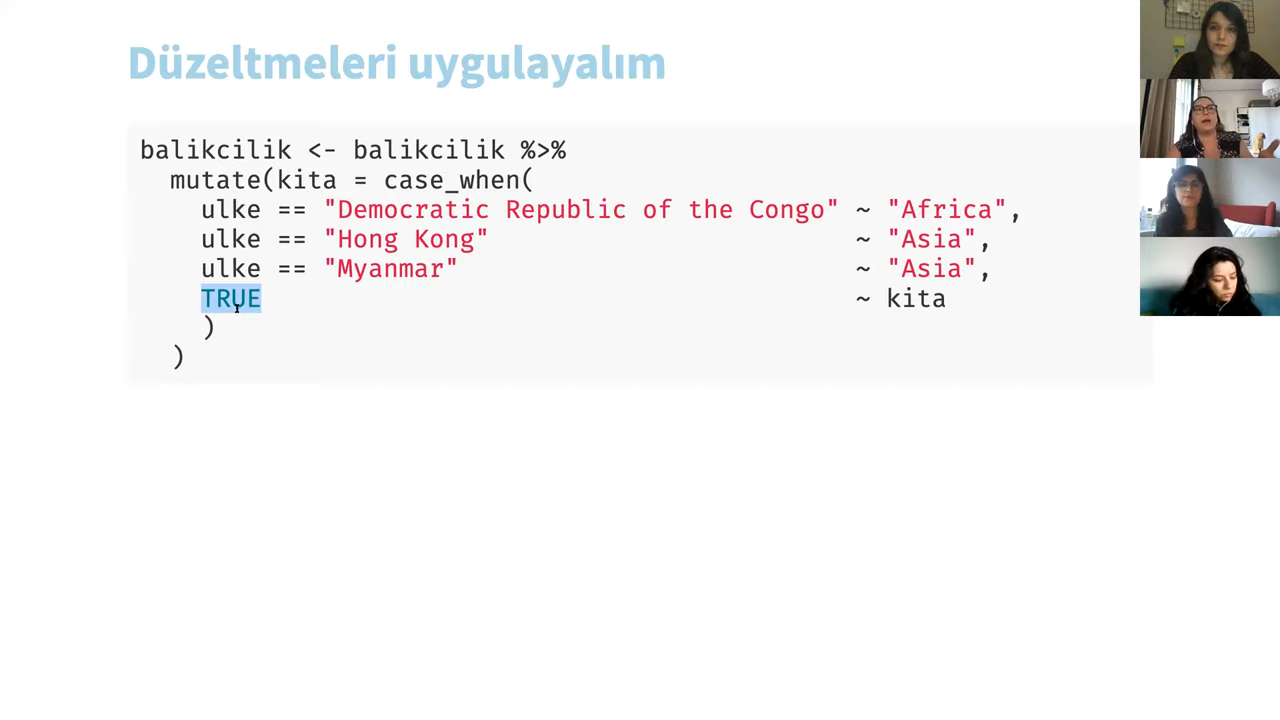 Düzeltmeleri uygulayalım
balikcilik <- balikcilik %>%
mutate(kita = case_when(
ulke == "Democratic Republic of the Congo" ~ "Africa",
ulke == "Hong Kong" ~ "Asia",
ulke == "Myanmar" ~ "Asia",
TRUE ~ kita
)
)